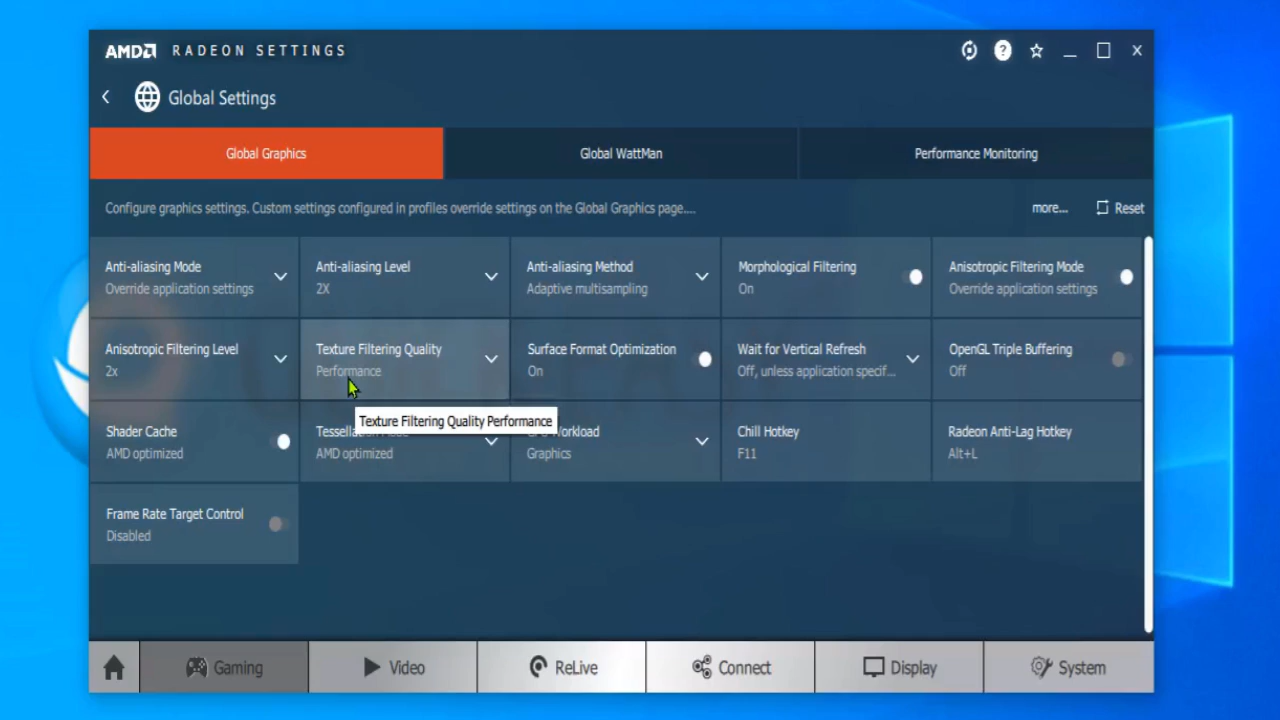 AMD RADEON SETTINGS
Global Settings
Global Graphics
Global WattMan
Performance Monitoring
Configure graphics settings. Custom settings configured in profiles override settings on the Global Graphics page....
more...
Reset
Anti-aliasing Mode
Override application settings
Anti-aliasing Level
2X
Anti-aliasing Method
Adaptive multisampling
Morphological Filtering
On
Anisotropic Filtering Mode
Override application settings
Anisotropic Filtering Level
2x
Texture Filtering Quality
Performance
Surface Format Optimization
On
Wait for Vertical Refresh
Off, unless application specif...
OpenGL Triple Buffering
Off
Texture Filtering Quality Performance
Shader Cache
AMD optimized
AMD optimized
Workload
Graphics
Chill Hotkey
F11
Radeon Anti-Lag Hotkey
Alt+L
Frame Rate Target Control
Disabled
Gaming
Video
ReLive
Connect
Display
System